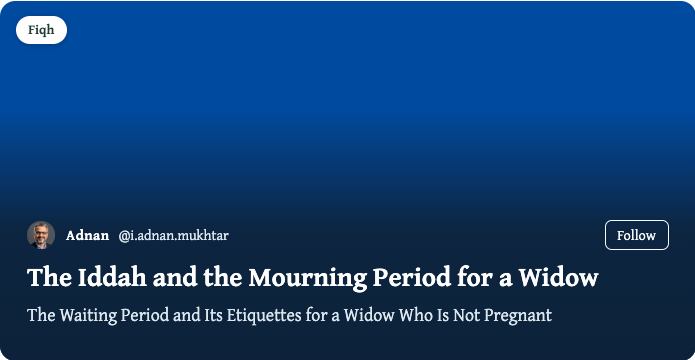 Fiqh
Adnan @i.adnan.mukhtar
Follow
The Iddah and the Mourning Period for a Widow
The Waiting Period and Its Etiquettes for a Widow Who Is Not Pregnant